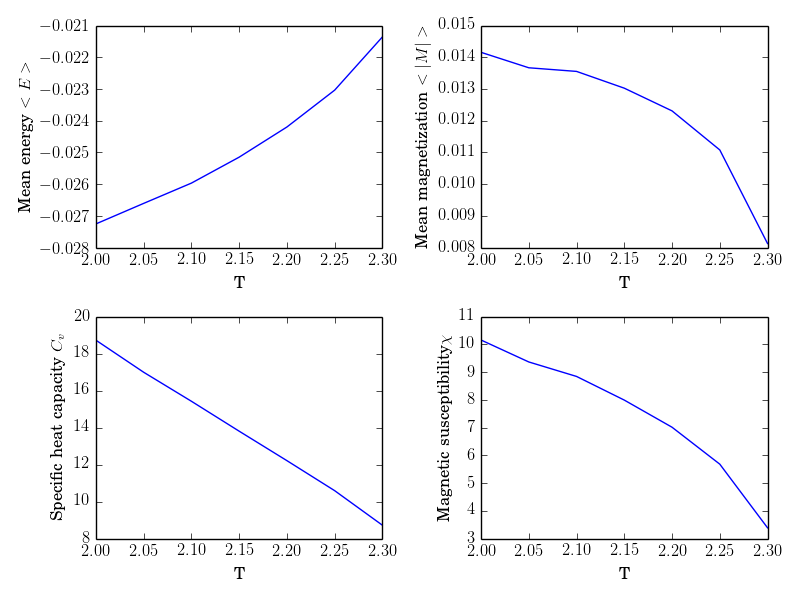 Mean energy < E >
−0.021
−0.022
−0.023
−0.024
−0.025
−0.026
−0.027
−0.028
2.00 2.05 2.10 2.15 2.20 2.25 2.30
T
Mean magnetization < |M| >
0.015
0.014
0.013
0.012
0.011
0.010
0.009
0.008
2.00 2.05 2.10 2.15 2.20 2.25 2.30
T
Specific heat capacity Cᵥ
20
18
16
14
12
10
8
2.00 2.05 2.10 2.15 2.20 2.25 2.30
T
Magnetic susceptibilityχ
11
10
9
8
7
6
5
4
3
2.00 2.05 2.10 2.15 2.20 2.25 2.30
T